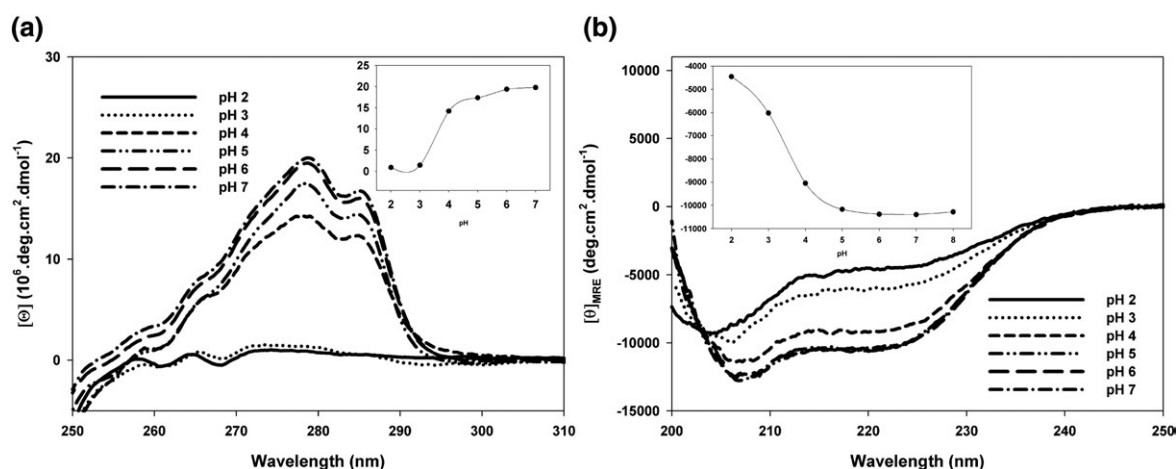 (a)
30
20
10
0
[Θ] (10⁶.deg.cm².dmol⁻¹)
pH 2
pH 3
pH 4
pH 5
pH 6
pH 7
25
20
15
10
5
0
2 3 4 5 6 7
pH
250 260 270 280 290 300 310
Wavelength (nm)
(b)
10000
5000
0
-5000
-10000
-15000
[θ]MRE (deg.cm².dmol⁻¹)
-4000
-5000
-6000
-7000
-8000
-9000
-10000
-11000
2 3 4 5 6 7 8
pH
pH 2
pH 3
pH 4
pH 5
pH 6
pH 7
200 210 220 230 240 250
Wavelength (nm)